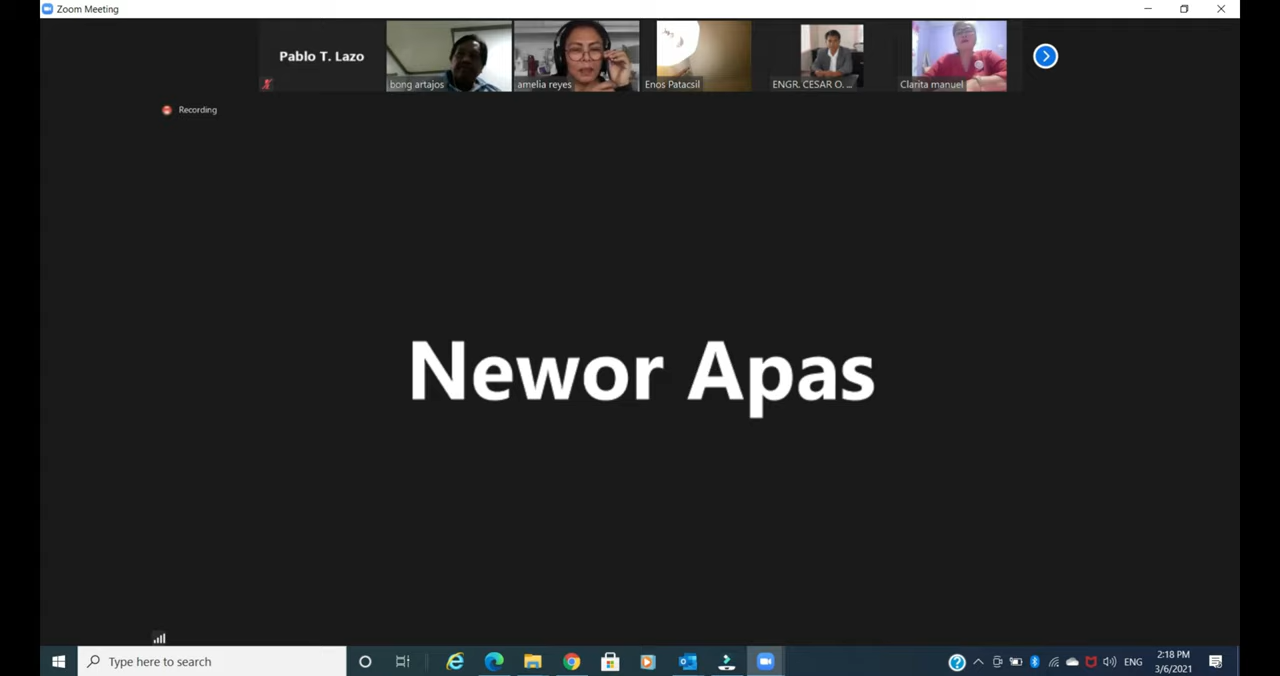 Zoom Meeting
Pablo T. Lazo
bong artajos
amelia reyes
Enos Patacsil
ENGR. CESAR O. ...
Clarita manuel
Recording
Newor Apas
Type here to search
ENG
2:18 PM
3/6/2021